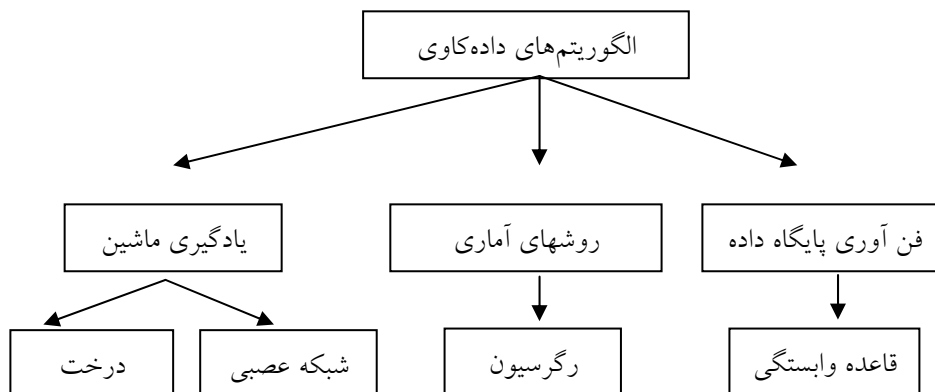 الگوریتم‌های داده‌کاوی
فن آوری پایگاه داده
روشهای آماری
یادگیری ماشین
قاعده وابستگی
رگرسیون
شبکه عصبی
درخت